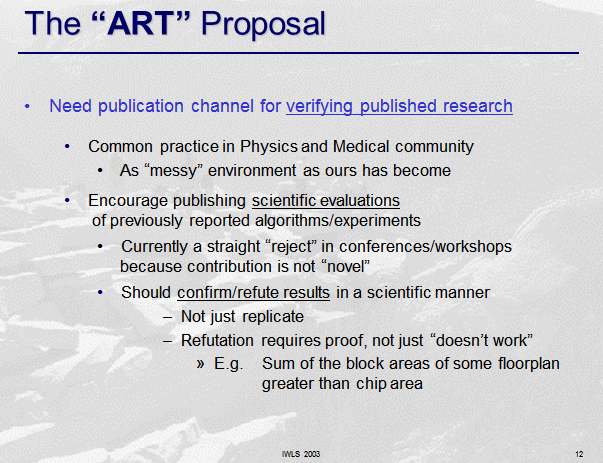 The “ART” Proposal
• Need publication channel for verifying published research
• Common practice in Physics and Medical community
• As “messy” environment as ours has become
• Encourage publishing scientific evaluations
of previously reported algorithms/experiments
• Currently a straight “reject” in conferences/workshops
because contribution is not “novel”
• Should confirm/refute results in a scientific manner
– Not just replicate
– Refutation requires proof, not just “doesn’t work”
» E.g. Sum of the block areas of some floorplan
greater than chip area
IWLS 2003
12